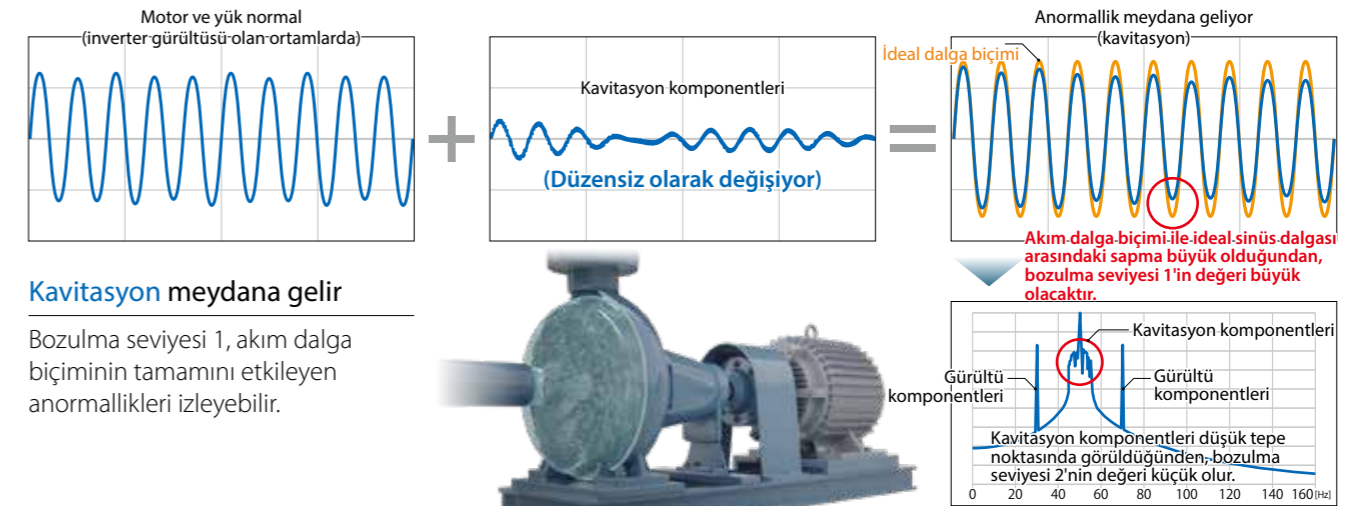 Motor ve yük normal
(inverter gürültüsü olan ortamlarda)
Kavitasyon komponentleri
(Düzensiz olarak değişiyor)
Anormallik meydana geliyor
(kavitasyon)
İdeal dalga biçimi
Akım dalga biçimi ile ideal sinüs dalgası
arasındaki sapma büyük olduğundan,
bozulma seviyesi 1'in değeri büyük
olacaktır.
Kavitasyon meydana gelir
Bozulma seviyesi 1, akım dalga
biçiminin tamamını etkileyen
anormallikleri izleyebilir.
Kavitasyon komponentleri
Gürültü
komponentleri
Gürültü
komponentleri
Kavitasyon komponentleri düşük tepe
noktasında görüldüğünden, bozulma
seviyesi 2'nin değeri küçük olur.
0 20 40 60 80 100 120 140 160 [Hz]